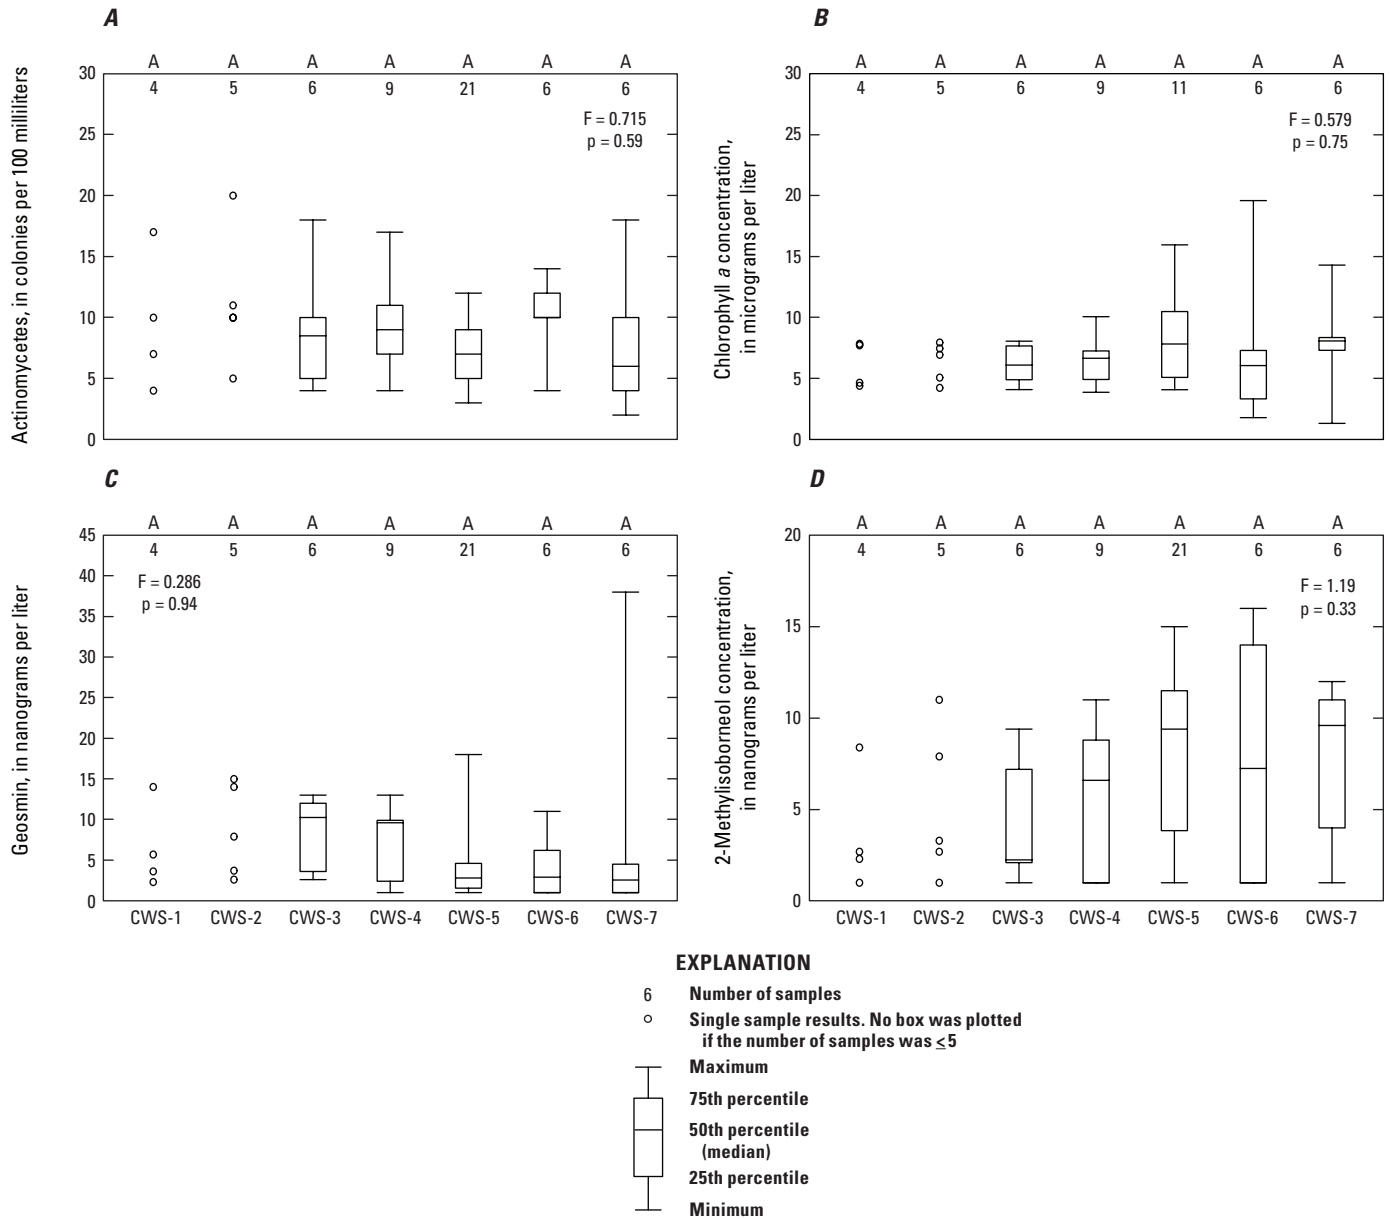 A
Actinomycetes, in colonies per 100 milliliters
A A A A A A A
4 5 6 9 21 6 6
30
25
20
15
10
5
0
F = 0.715
p = 0.59
B
Chlorophyll a concentration,
in micrograms per liter
A A A A A A A
4 5 6 9 11 6 6
30
25
20
15
10
5
0
F = 0.579
p = 0.75
C
Geosmin, in nanograms per liter
A A A A A A A
4 5 6 9 21 6 6
45
40
35
30
25
20
15
10
5
0
F = 0.286
p = 0.94
CWS-1 CWS-2 CWS-3 CWS-4 CWS-5 CWS-6 CWS-7
D
2-Methylisoborneol concentration,
in nanograms per liter
A A A A A A A
4 5 6 9 21 6 6
20
15
10
5
0
F = 1.19
p = 0.33
CWS-1 CWS-2 CWS-3 CWS-4 CWS-5 CWS-6 CWS-7
EXPLANATION
6 Number of samples
Single sample results. No box was plotted
if the number of samples was ≤5
Maximum
75th percentile
50th percentile
(median)
25th percentile
Minimum